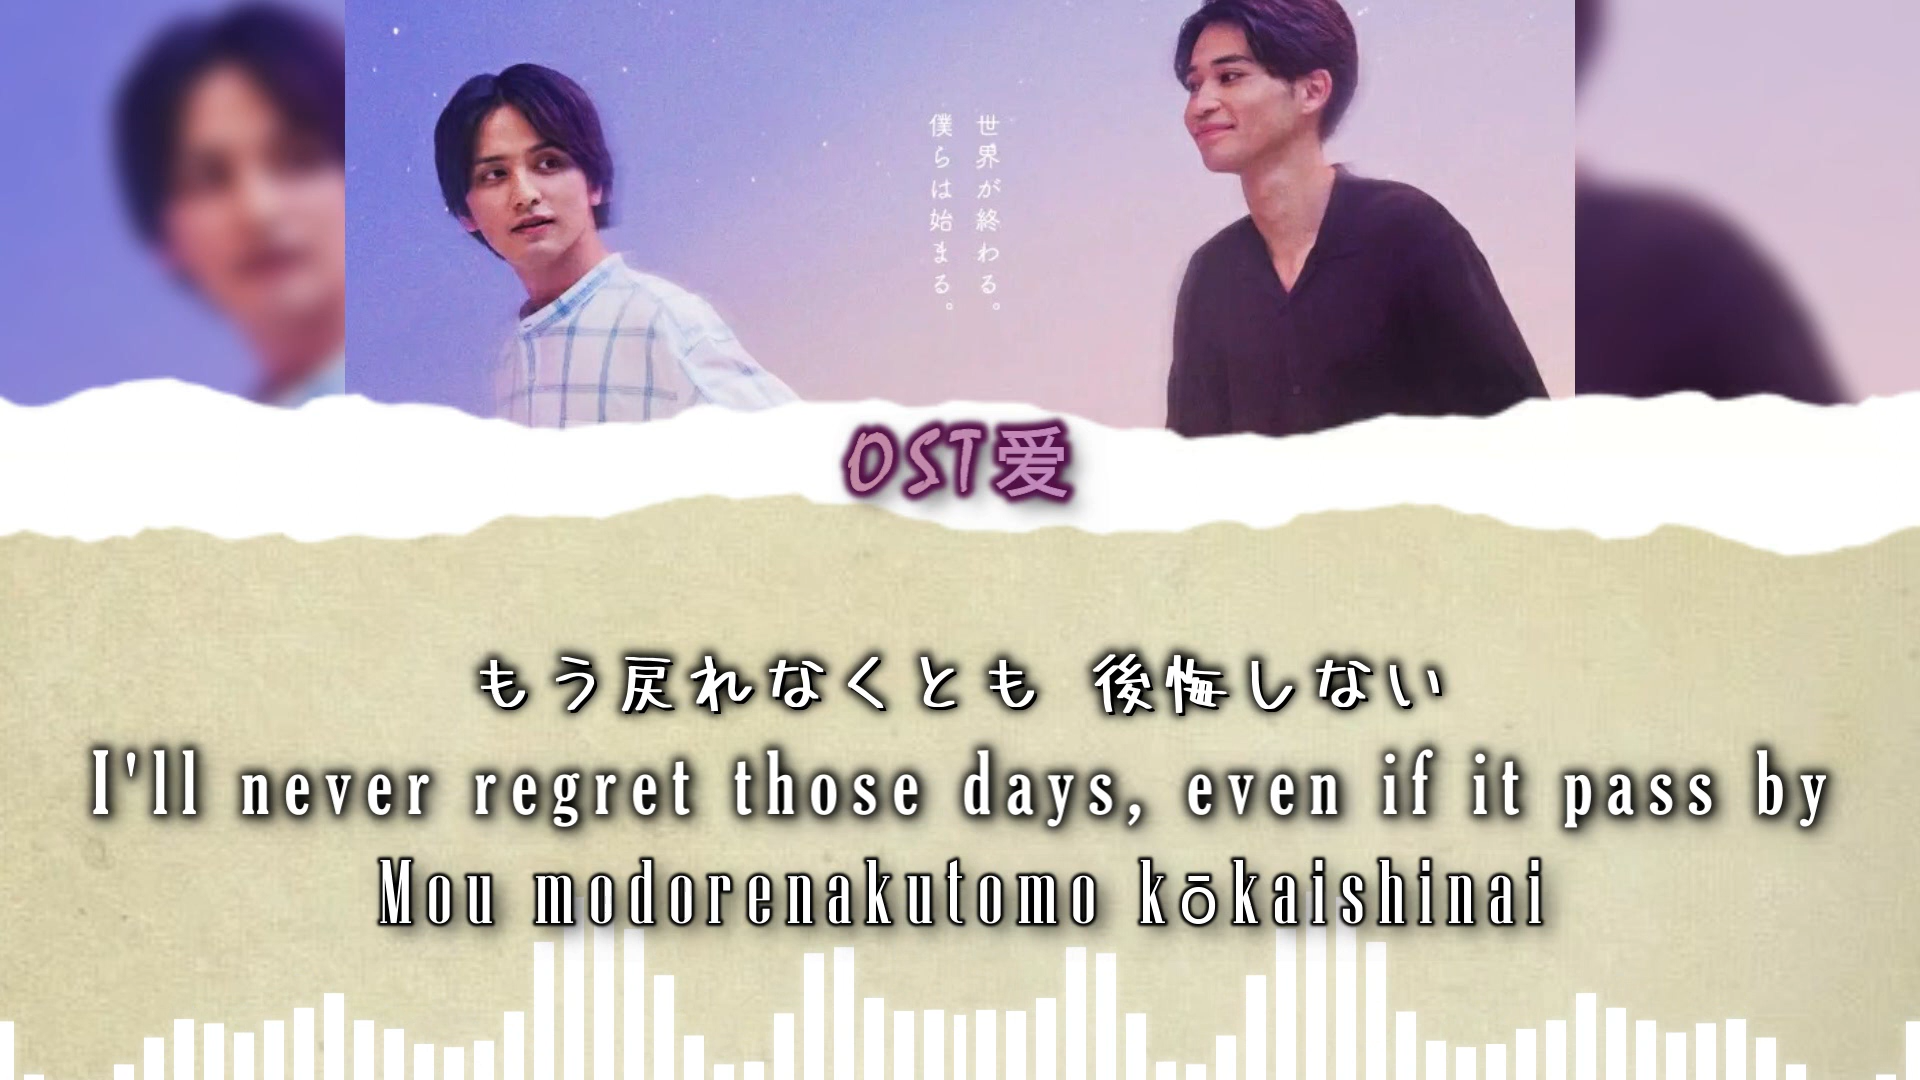 世界が終わる。
僕らは始まる。
OST爱
もう戻れなくとも 後悔しない
I'll never regret those days, even if it pass by
Mou modorenakutomo kōkaishinai